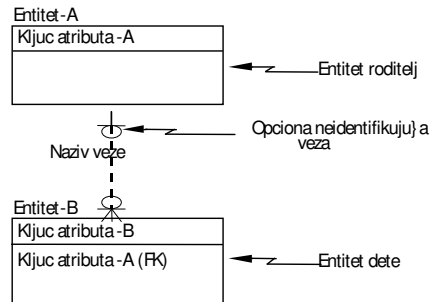 Entitet-A
Kljuc atributa-A
Entitet roditelj
Opciona neidentifikuju}a
veza
Naziv veze
Entitet-B
Kljuc atributa-B
Kljuc atributa-A (FK)
Entitet dete